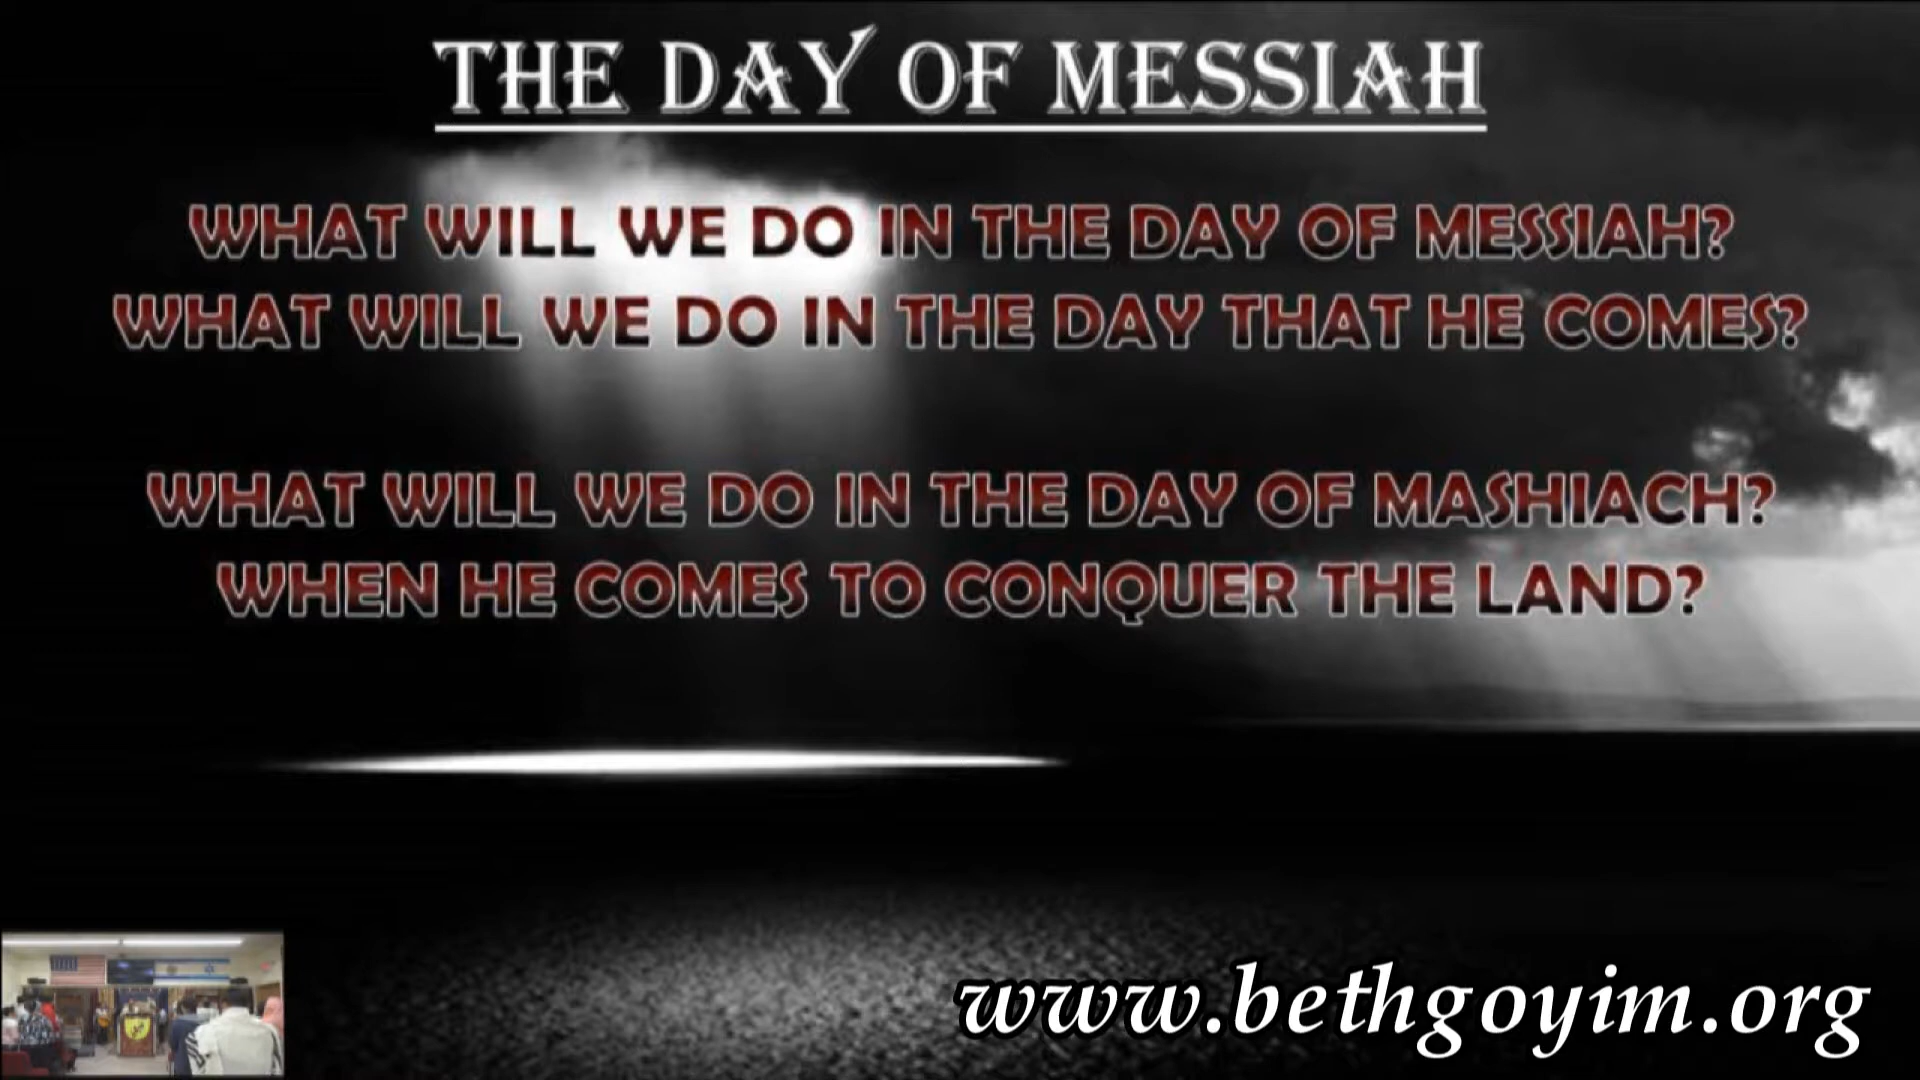 THE DAY OF MESSIAH
WHAT WILL WE DO IN THE DAY OF MESSIAH?
WHAT WILL WE DO IN THE DAY THAT HE COMES?
WHAT WILL WE DO IN THE DAY OF MASHIACH?
WHEN HE COMES TO CONQUER THE LAND?
www.bethgoyim.org